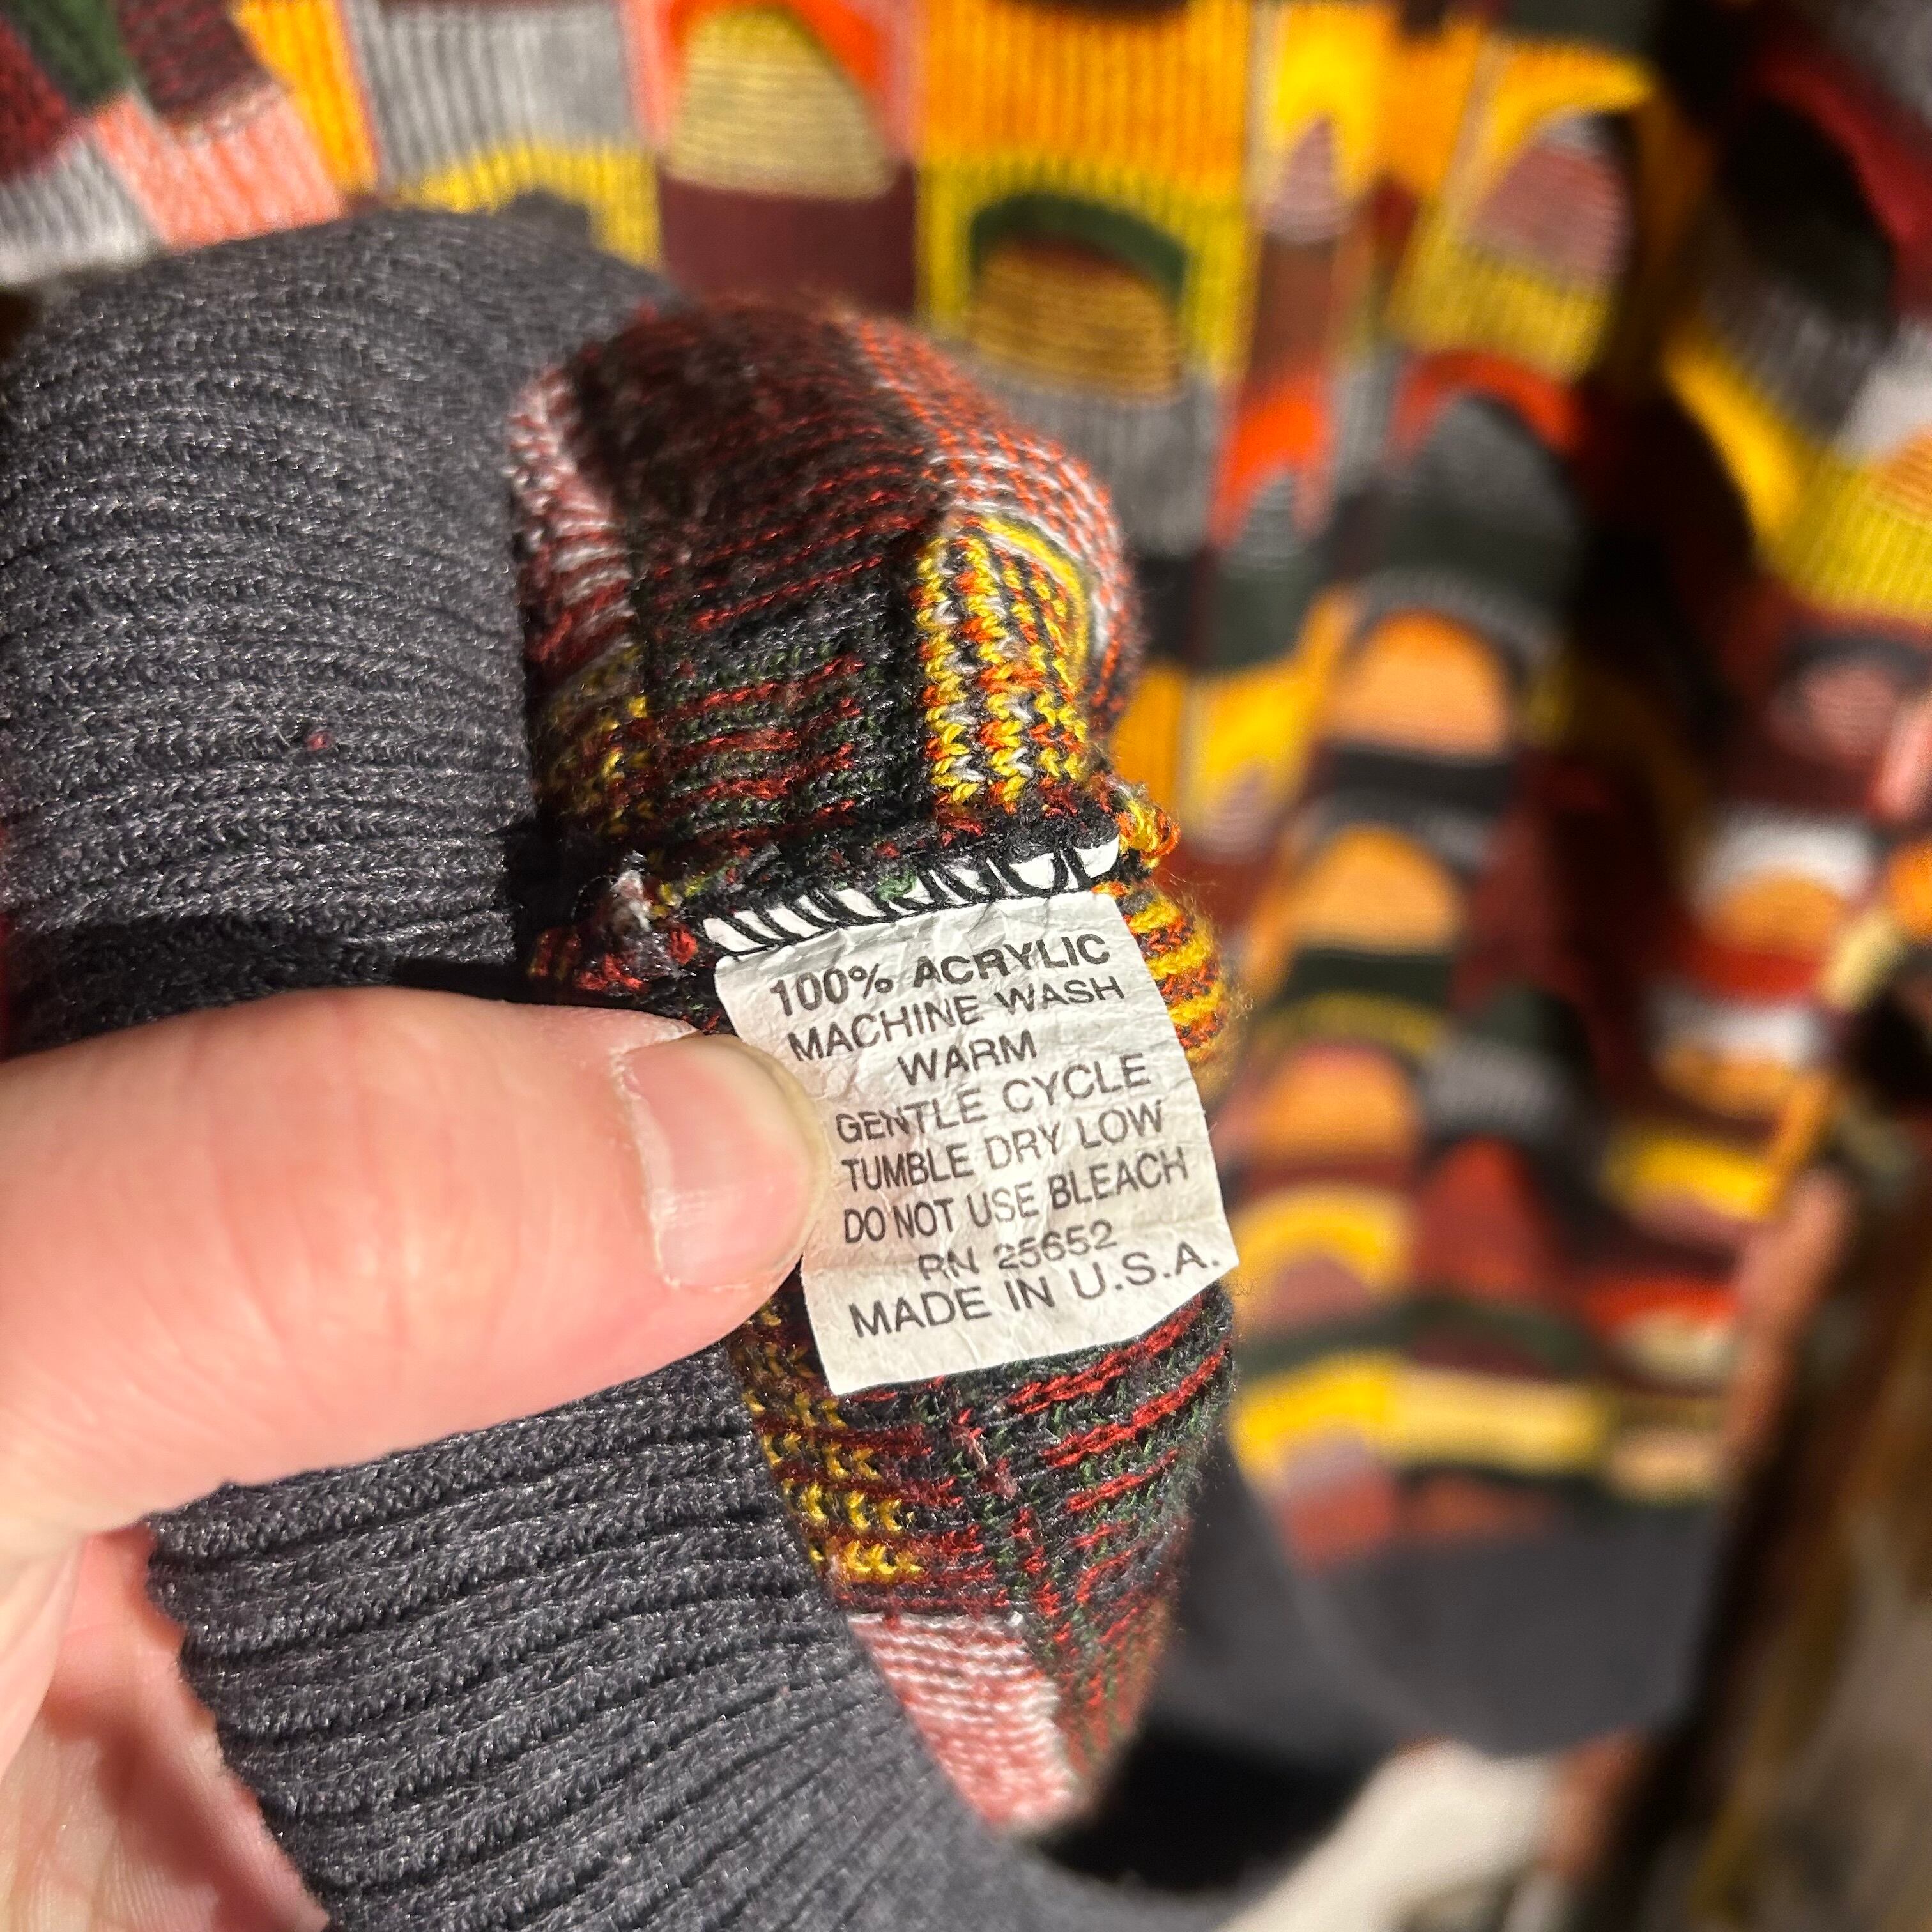 100% ACRYLIC
MACHINE WASH
WARM
GENTLE CYCLE
TUMBLE DRY LOW
DO NOT USE BLEACH
RN 25652
MADE IN U.S.A.